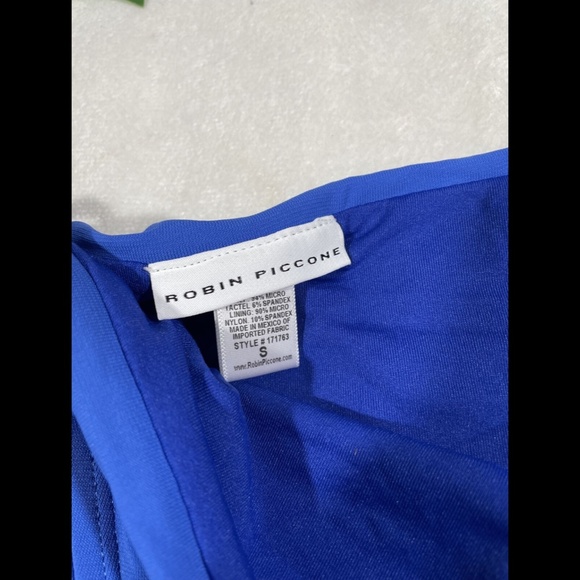 ROBIN PICCONE
94% MICRO
TACTEL 6% SPANDEX
LINING: 90% MICRO
NYLON. 10% SPANDEX
MADE IN MEXICO OF
IMPORTED FABRIC
STYLE # 171763
S
www.RobinPiccone.com